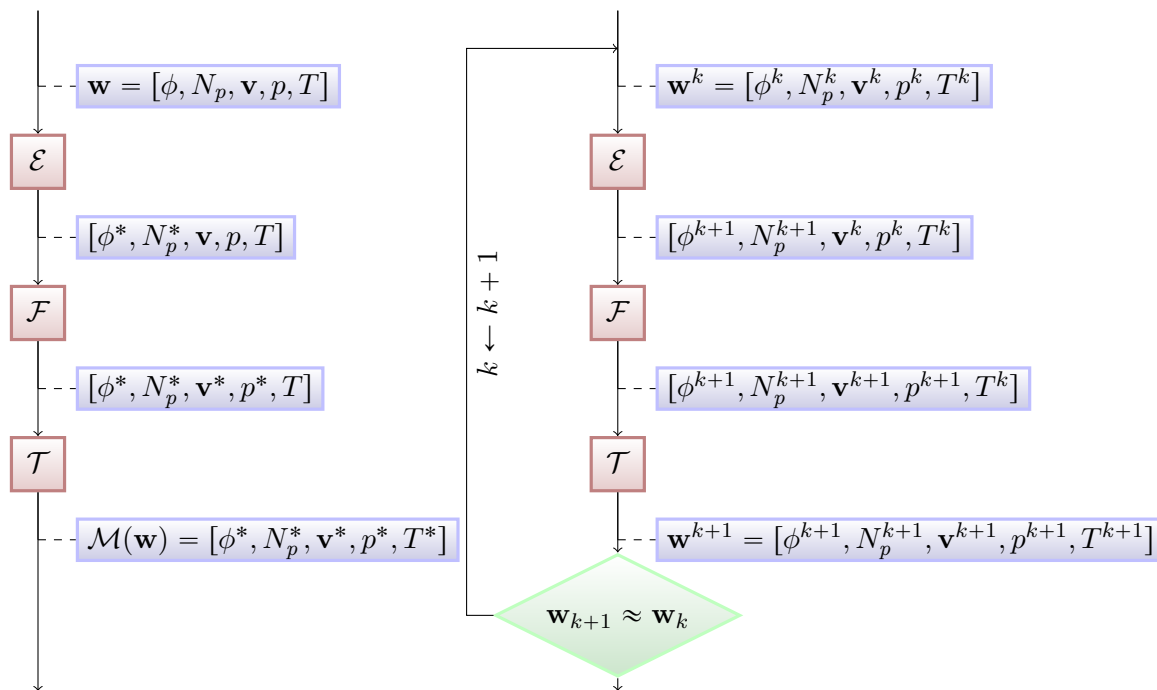 𝐰 = [ϕ, N_p, 𝐯, p, T]
ℰ
[ϕ*, N_p^*, 𝐯, p, T]
ℱ
[ϕ*, N_p^*, 𝐯*, p*, T]
𝒯
ℳ(𝐰) = [ϕ*, N_p^*, 𝐯*, p*, T*]
k ← k + 1
𝐰^k = [ϕ^k, N_p^k, 𝐯^k, p^k, T^k]
ℰ
[ϕ^{k+1}, N_p^{k+1}, 𝐯^k, p^k, T^k]
ℱ
[ϕ^{k+1}, N_p^{k+1}, 𝐯^{k+1}, p^{k+1}, T^k]
𝒯
𝐰^{k+1} = [ϕ^{k+1}, N_p^{k+1}, 𝐯^{k+1}, p^{k+1}, T^{k+1}]
𝐰_{k+1} ≈ 𝐰_k